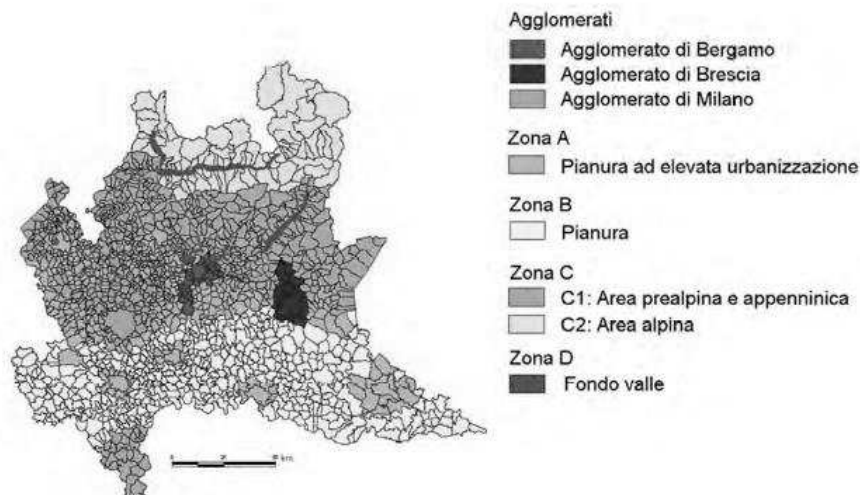 Agglomerati
Agglomerato di Bergamo
Agglomerato di Brescia
Agglomerato di Milano
Zona A
Pianura ad elevata urbanizzazione
Zona B
Pianura
Zona C
C1: Area prealpina e appenninica
C2: Area alpina
Zona D
Fondo valle
km